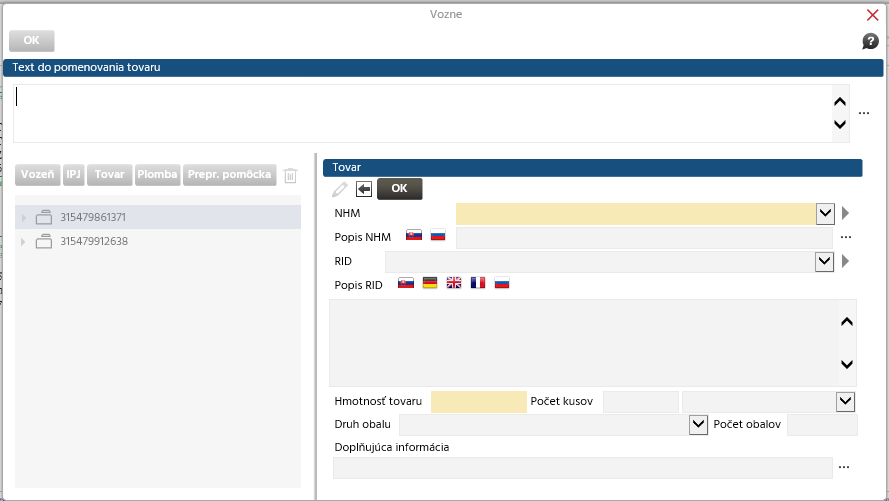 Vozne
OK
Text do pomenovania tovaru
...
Vozeň IPJ Tovar Plomba Prepr. pomôcka
315479861371
315479912638
Tovar
OK
NHM
Popis NHM ...
RID
Popis RID
Hmotnosť tovaru Počet kusov
Druh obalu Počet obalov
Doplňujúca informácia
...